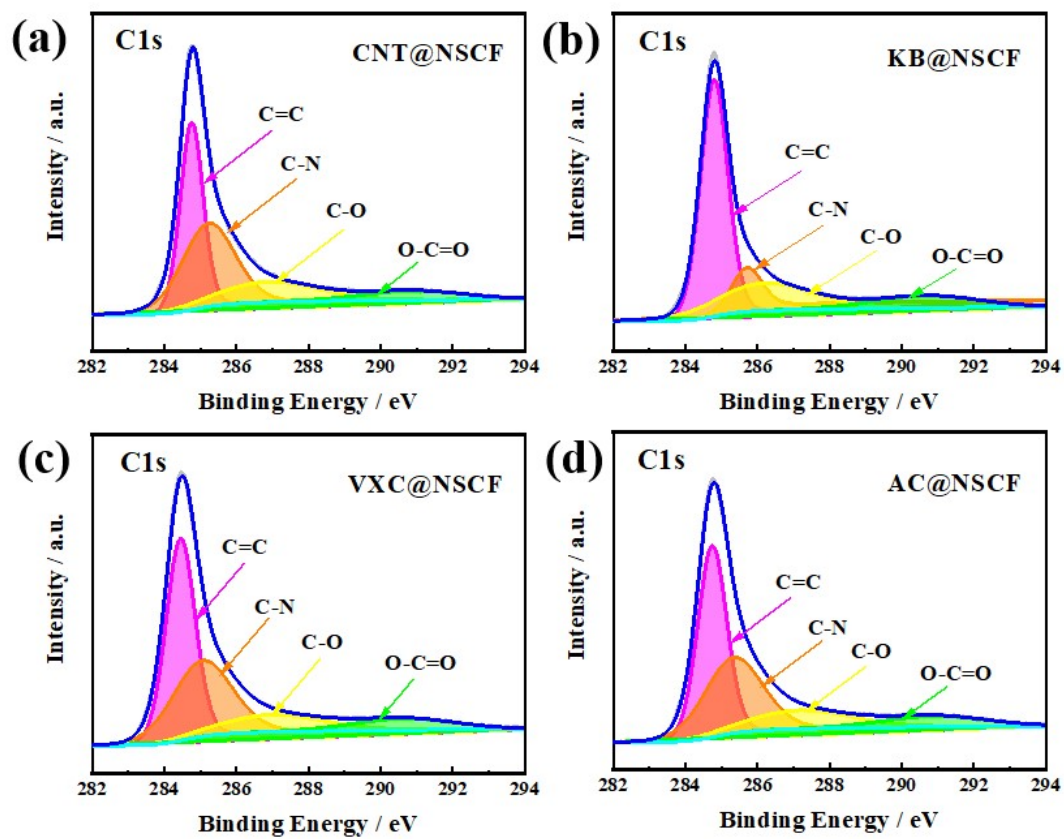 (a)
C1s
CNT@NSCF
C=C
C-N
C-O
O-C=O
Intensity / a.u.
282 284 286 288 290 292 294
Binding Energy / eV
(b)
C1s
KB@NSCF
C=C
C-N
C-O
O-C=O
Intensity / a.u.
282 284 286 288 290 292 294
Binding Energy / eV
(c)
C1s
VXC@NSCF
C=C
C-N
C-O
O-C=O
Intensity / a.u.
282 284 286 288 290 292 294
Binding Energy / eV
(d)
C1s
AC@NSCF
C=C
C-N
C-O
O-C=O
Intensity / a.u.
282 284 286 288 290 292 294
Binding Energy / eV